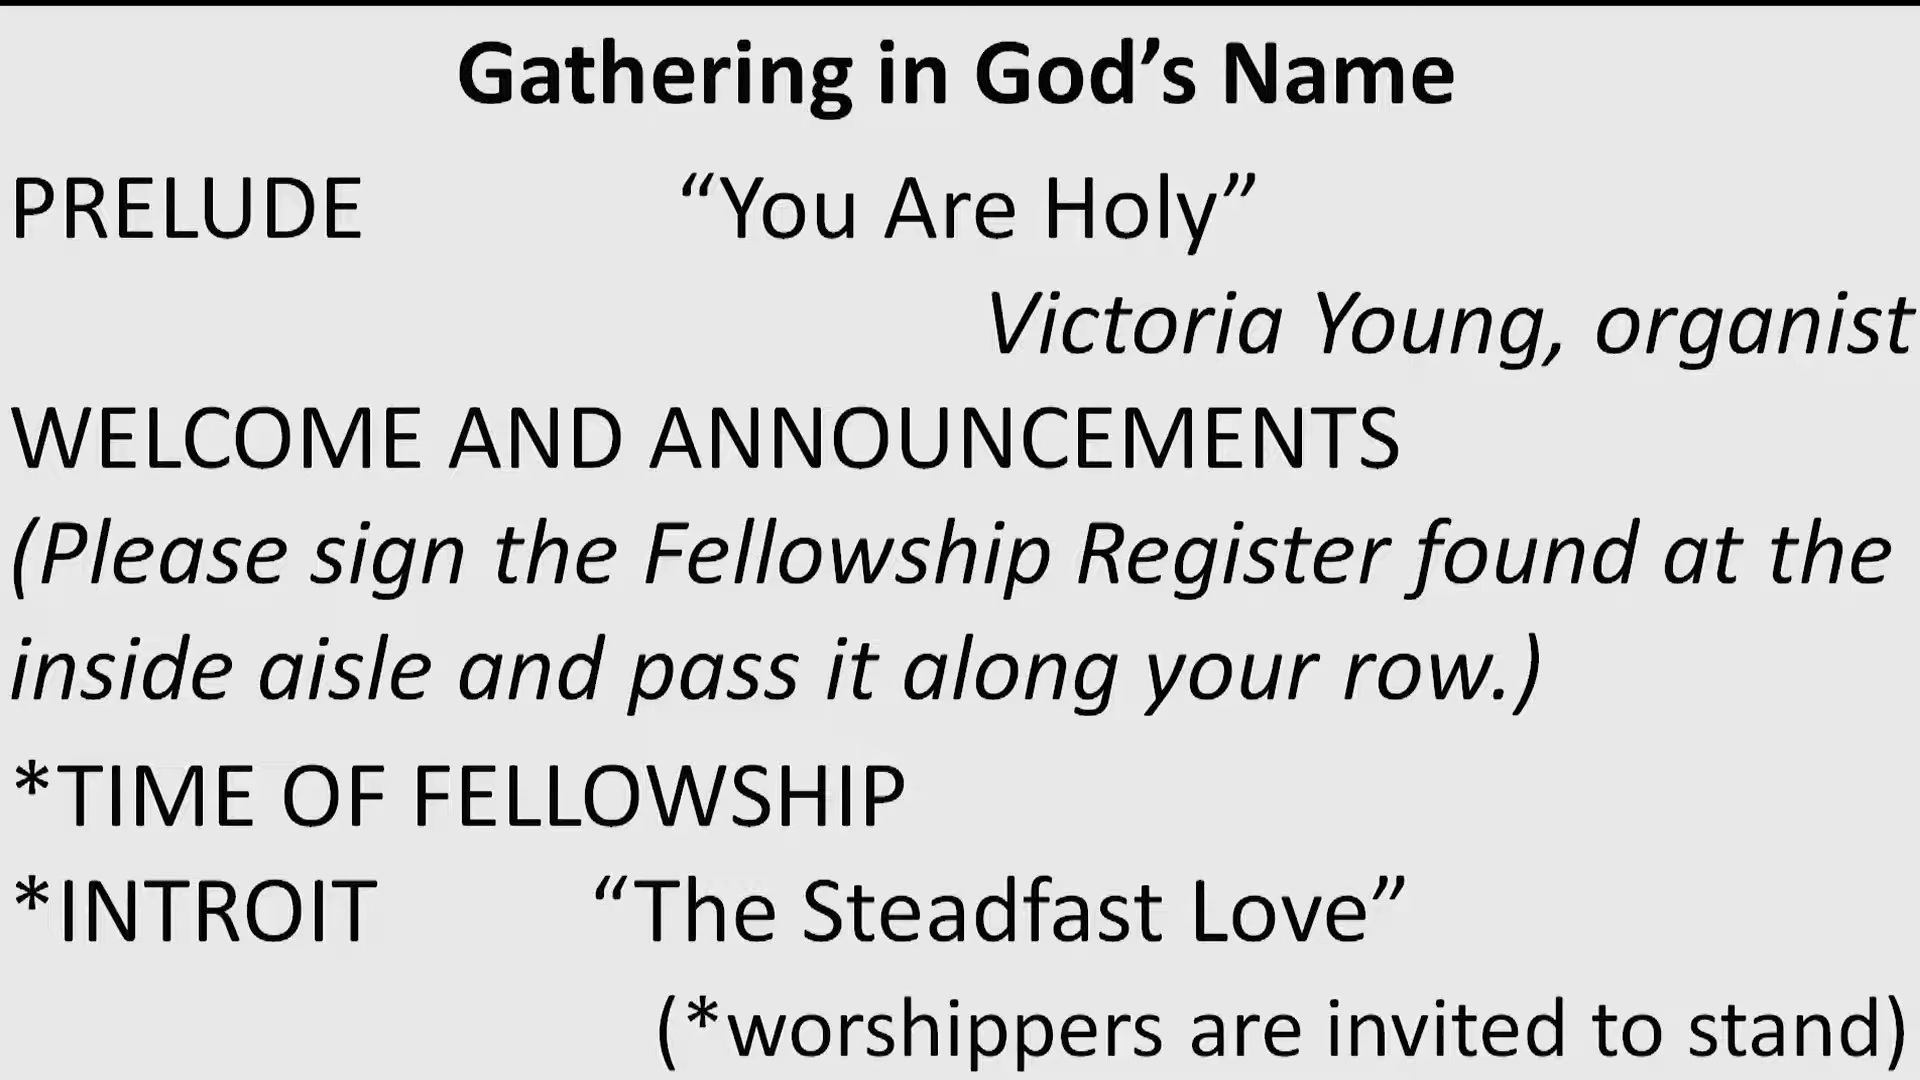 Gathering in God’s Name
PRELUDE “You Are Holy”
Victoria Young, organist
WELCOME AND ANNOUNCEMENTS
(Please sign the Fellowship Register found at the
inside aisle and pass it along your row.)
*TIME OF FELLOWSHIP
*INTROIT “The Steadfast Love”
(*worshippers are invited to stand)